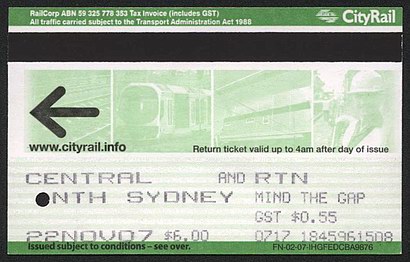 RailCorp ABN 59 325 778 353 Tax Invoice (includes GST)
All traffic carried subject to the Transport Administration Act 1988
CityRail
www.cityrail.info
Return ticket valid up to 4am after day of issue
CENTRAL AND RTN
NTH SYDNEY MIND THE GAP
GST $0.55
22NOV07 $6.00 0717 1845961508
Issued subject to conditions – see over.
FN-02-07-IHGFEDCBA9876